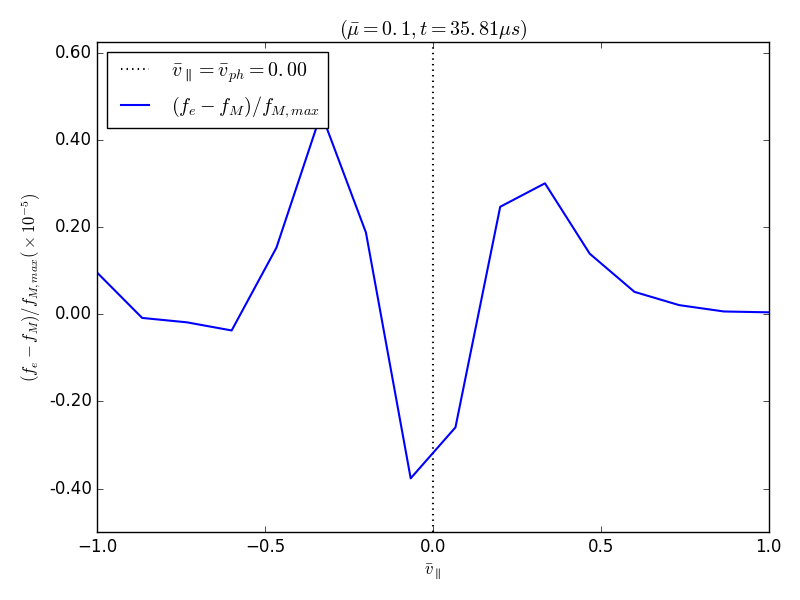 (μ̄ = 0.1, t = 35.81μs)
v̄∥ = v̄ph = 0.00
(fe − fM)/fM,max
0.60
0.40
0.20
0.00
-0.20
-0.40
(fe − fM)/fM,max(×10⁻⁵)
−1.0 −0.5 0.0 0.5 1.0
v̄∥